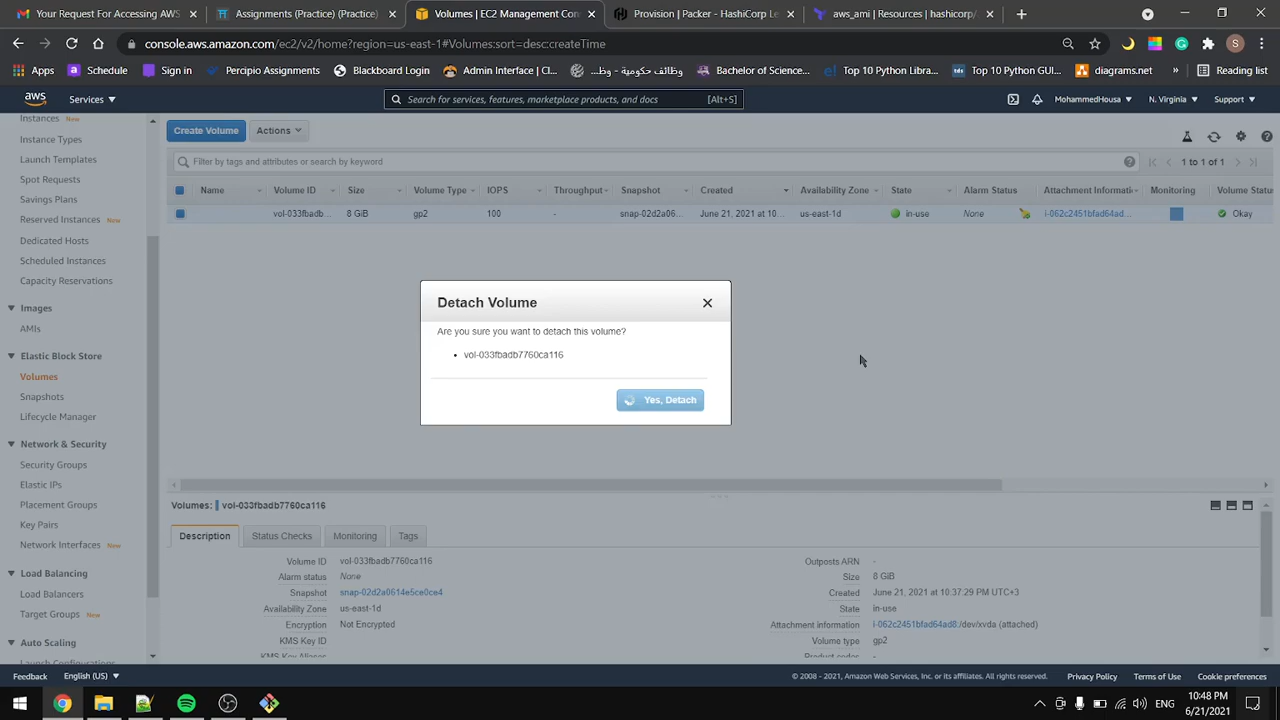 Your AWS Account is Ready - Get
Amazon EC2
Volumes | EC2 Management Con
Provision | Packer - HashiCorp L
aws_ami | Resources | hashicorp/
console.aws.amazon.com/ec2/v2/home?region=us-east-1#Volumes:sort=desc:createTime
S
Apps
Schedule
Sign in
Percipio Assignments
Blackboard Login
Admin Interface | Cl...
Bachelor of Science...
Top 10 Python Libra...
Top 10 Python GUI...
diagrams.net
»
Reading list
aws
Services
Search for services, features, marketplace products, and docs
[Alt+S]
MohammedHousa
N. Virginia
Support
Instances New
Instance Types
Launch Templates
Spot Requests
Savings Plans
Reserved Instances New
Dedicated Hosts
Scheduled Instances
Capacity Reservations
Images
AMIs
Elastic Block Store
Volumes
Snapshots
Lifecycle Manager
Network & Security
Security Groups
Elastic IPs
Placement Groups
Key Pairs
Network Interfaces New
Load Balancing
Load Balancers
Target Groups New
Auto Scaling
Launch Configurations
Create Volume
Actions
Filter by tags and attributes or search by keyword
1 to 1 of 1
Name Volume ID Size Volume Type IOPS Throughput Snapshot Created Availability Zone State Alarm Status Attachment Informati Monitoring Volume Status
vol-033fbadb... 8 GiB gp2 100 - snap-02d2a06... June 21, 2021 at 10... us-east-1d in-use None i-062c2451bfad64ad... Okay
Detach Volume
Are you sure you want to detach this volume?
• vol-033fbadb7760ca116
Yes, Detach
Volumes: vol-033fbadb7760ca116
Description
Status Checks
Monitoring
Tags
Volume ID vol-033fbadb7760ca116
Alarm status None
Snapshot snap-02d2a0614e5ce0ce4
Availability Zone us-east-1d
Encryption Not Encrypted
KMS Key ID
KMS Key Aliases
Outposts ARN -
Size 8 GiB
Created June 21, 2021 at 10:37:29 PM UTC+3
State in-use
Attachment information i-062c2451bfad64ad8:/dev/xvda (attached)
Volume type gp2
Product codes -
Feedback
English (US)
© 2008 - 2021, Amazon Web Services, Inc. or its affiliates. All rights reserved.
Privacy Policy
Terms of Use
Cookie preferences
ENG
10:48 PM
6/21/2021